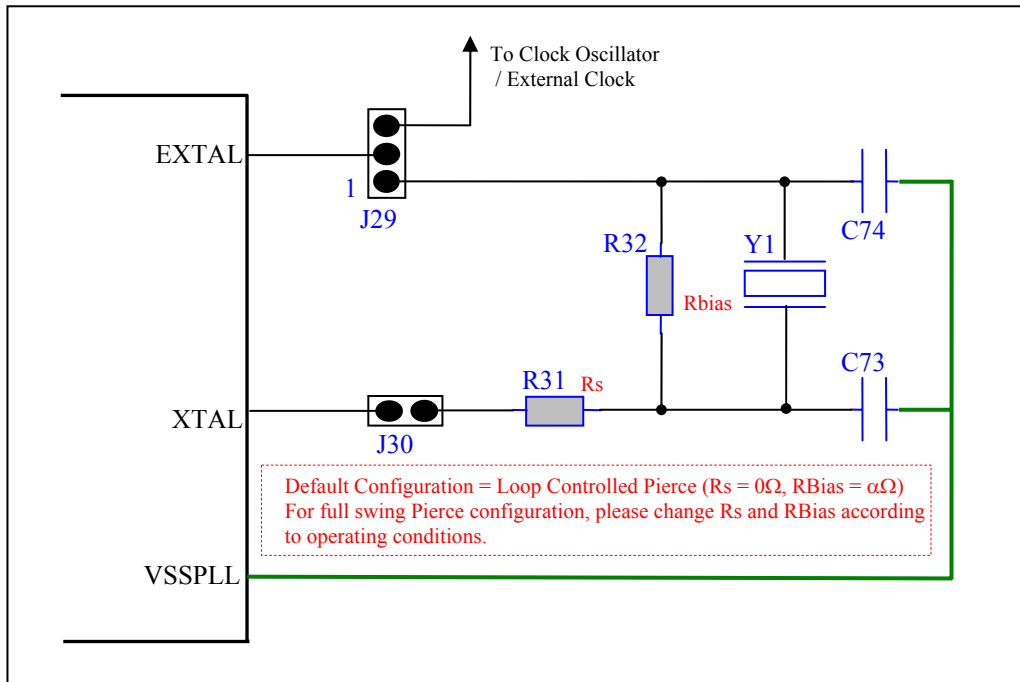 To Clock Oscillator
/ External Clock
EXTAL
1
J29
C74
R32
Y1
Rbias
C73
R31
Rs
XTAL
J30
Default Configuration = Loop Controlled Pierce (Rs = 0Ω, RBias = αΩ)
For full swing Pierce configuration, please change Rs and RBias according
to operating conditions.
VSSPLL